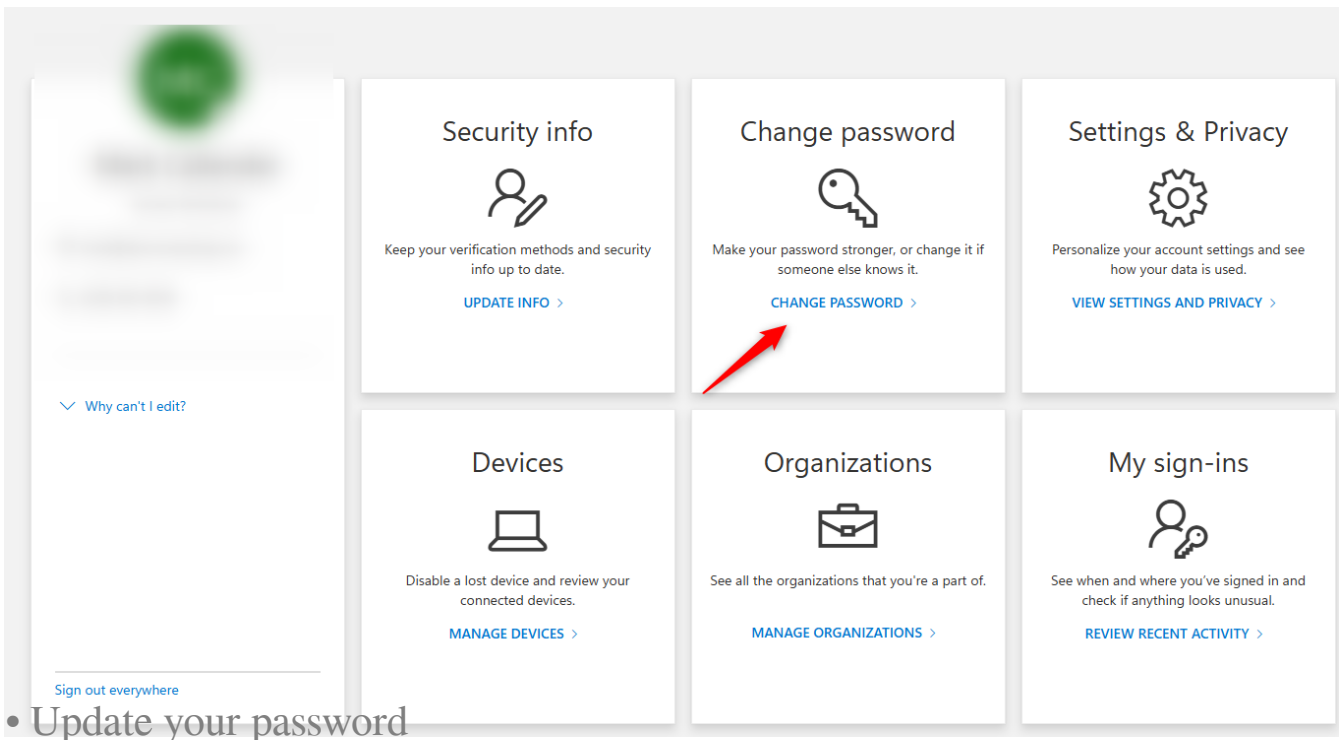 Security info
Keep your verification methods and security
info up to date.
UPDATE INFO >
Change password
Make your password stronger, or change it if
someone else knows it.
CHANGE PASSWORD >
Settings & Privacy
Personalize your account settings and see
how your data is used.
VIEW SETTINGS AND PRIVACY >
Why can't I edit?
Devices
Disable a lost device and review your
connected devices.
MANAGE DEVICES >
Organizations
See all the organizations that you're a part of.
MANAGE ORGANIZATIONS >
My sign-ins
See when and where you've signed in and
check if anything looks unusual.
REVIEW RECENT ACTIVITY >
Sign out everywhere
• Update your password